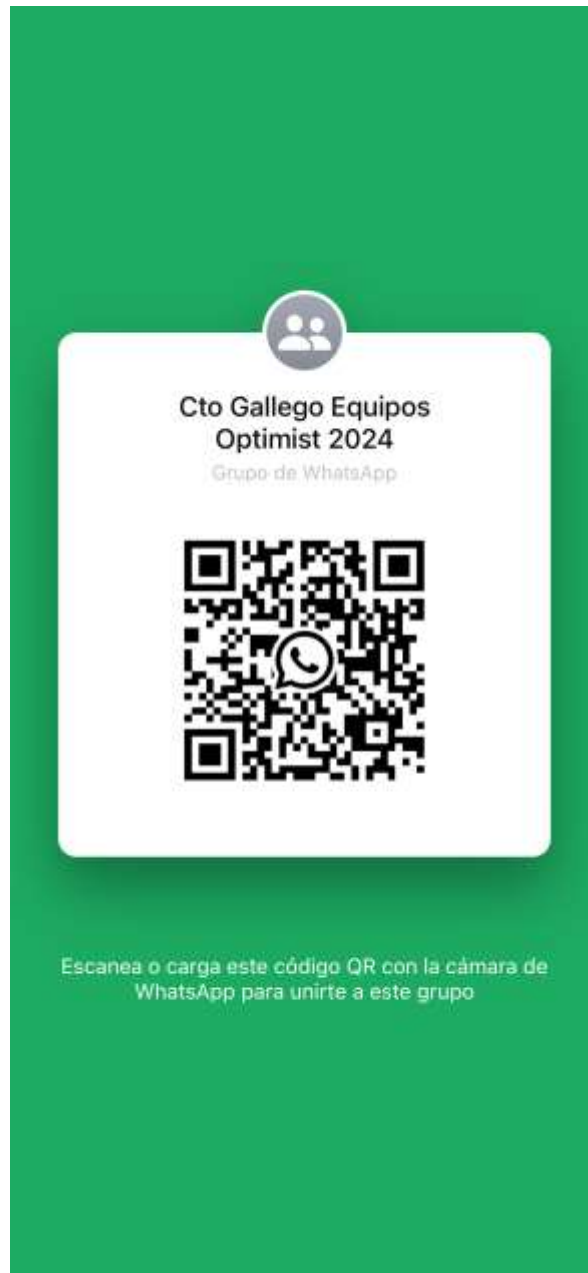 Cto Gallego Equipos
Optimist 2024
Grupo de WhatsApp
Escanea o carga este código QR con la cámara de
WhatsApp para unirte a este grupo